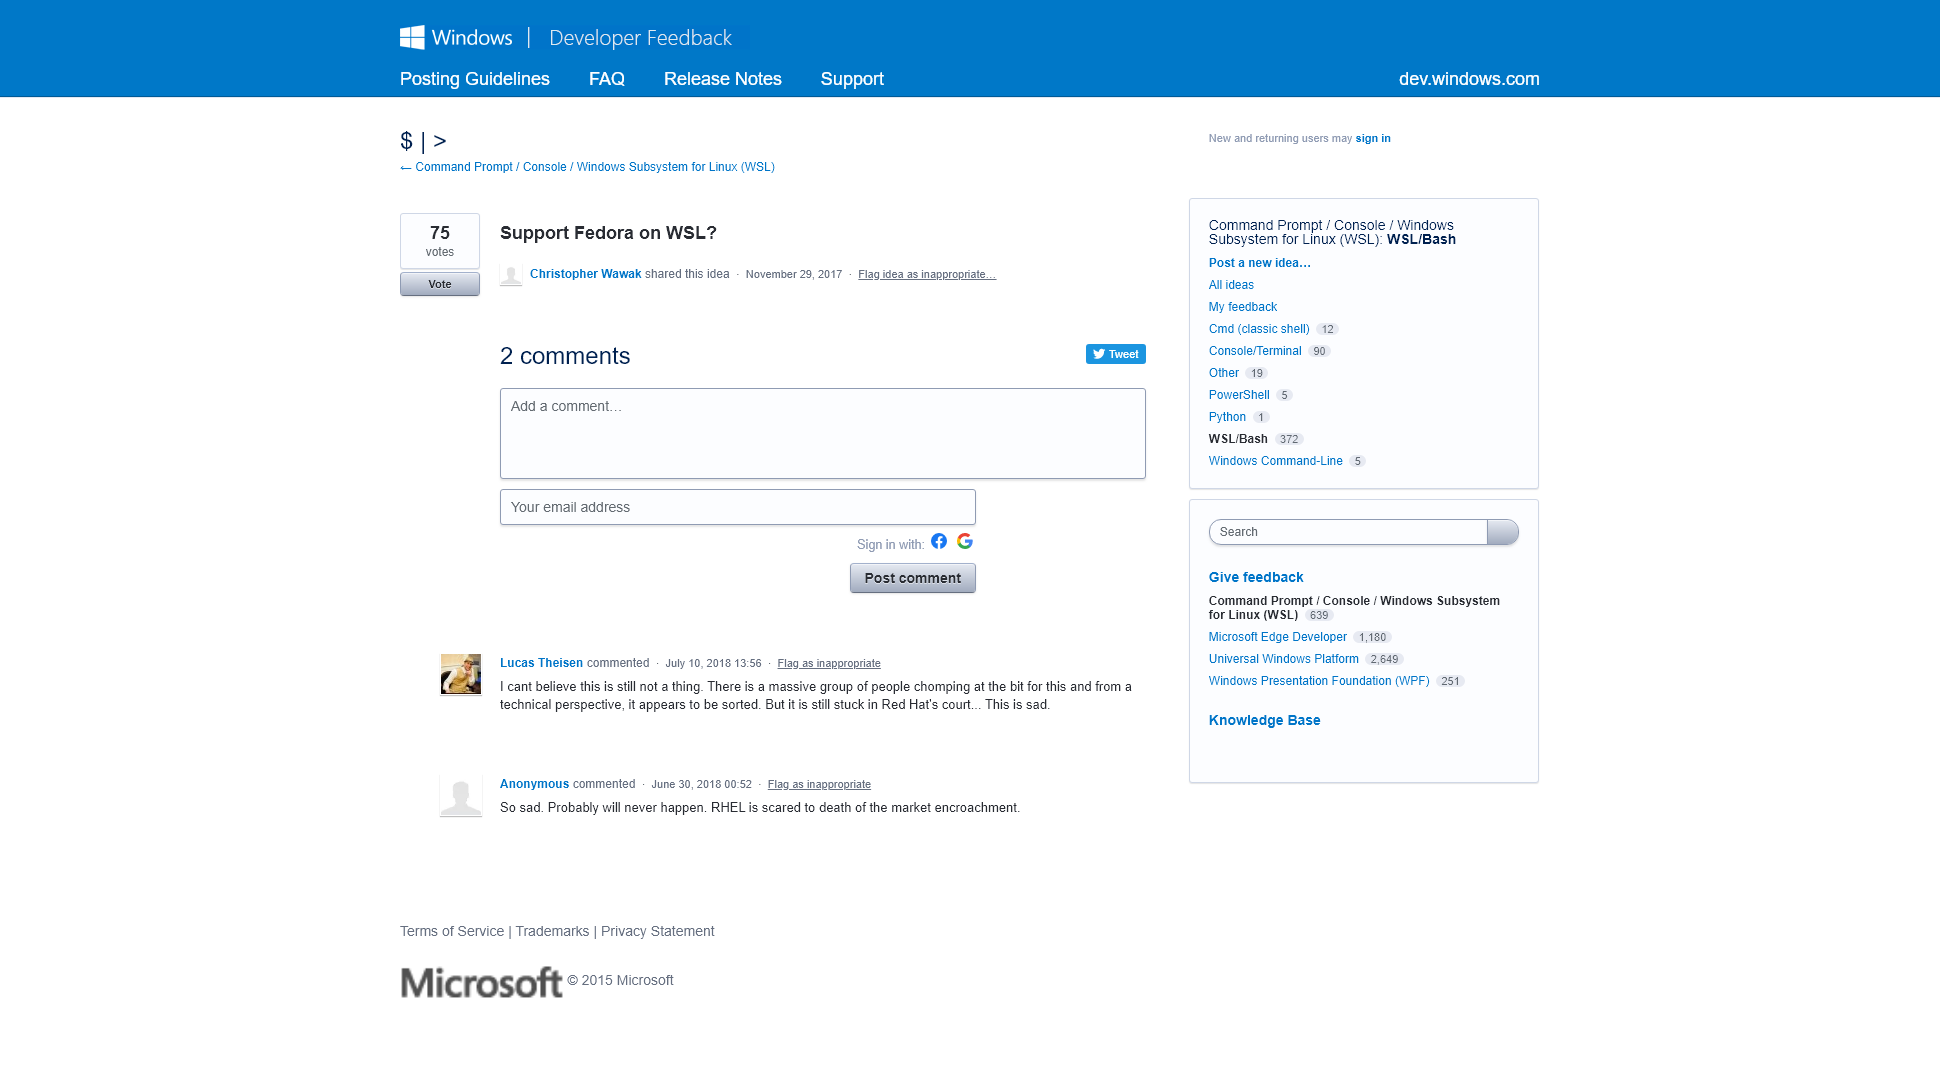 Windows | Developer Feedback
Posting Guidelines FAQ Release Notes Support dev.windows.com
$ | >
← Command Prompt / Console / Windows Subsystem for Linux (WSL)
New and returning users may sign in
75
votes
Vote
Support Fedora on WSL?
Christopher Wawak shared this idea · November 29, 2017 · Flag idea as inappropriate…
2 comments
Tweet
Add a comment…
Your email address
Sign in with:
Post comment
Lucas Theisen commented · July 10, 2018 13:56 · Flag as inappropriate
I cant believe this is still not a thing. There is a massive group of people chomping at the bit for this and from a
technical perspective, it appears to be sorted. But it is still stuck in Red Hat's court... This is sad.
Anonymous commented · June 30, 2018 00:52 · Flag as inappropriate
So sad. Probably will never happen. RHEL is scared to death of the market encroachment.
Command Prompt / Console / Windows
Subsystem for Linux (WSL): WSL/Bash
Post a new idea…
All ideas
My feedback
Cmd (classic shell) 12
Console/Terminal 90
Other 19
PowerShell 5
Python 1
WSL/Bash 372
Windows Command-Line 5
Search
Give feedback
Command Prompt / Console / Windows Subsystem
for Linux (WSL) 639
Microsoft Edge Developer 1,180
Universal Windows Platform 2,649
Windows Presentation Foundation (WPF) 251
Knowledge Base
Terms of Service | Trademarks | Privacy Statement
Microsoft © 2015 Microsoft